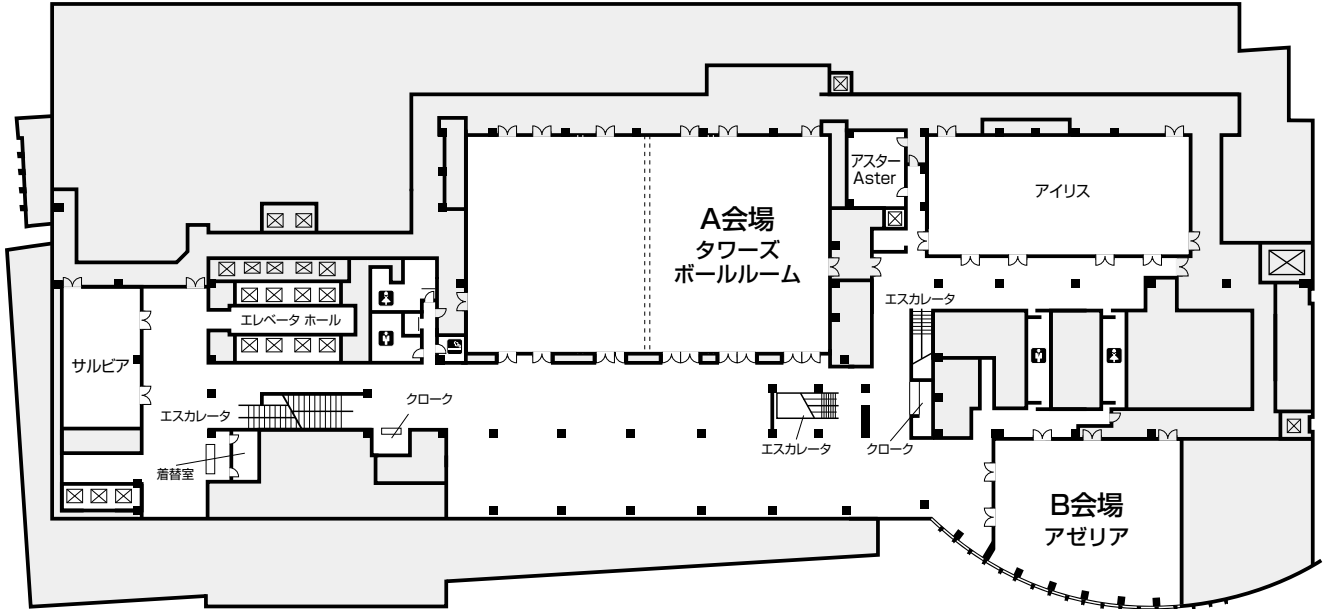 アスター
Aster
アイリス
A会場
タワーズ
ボールルーム
エスカレータ
エレベータ ホール
サルビア
クローク
エスカレータ
着替室
エスカレータ
クローク
B会場
アゼリア